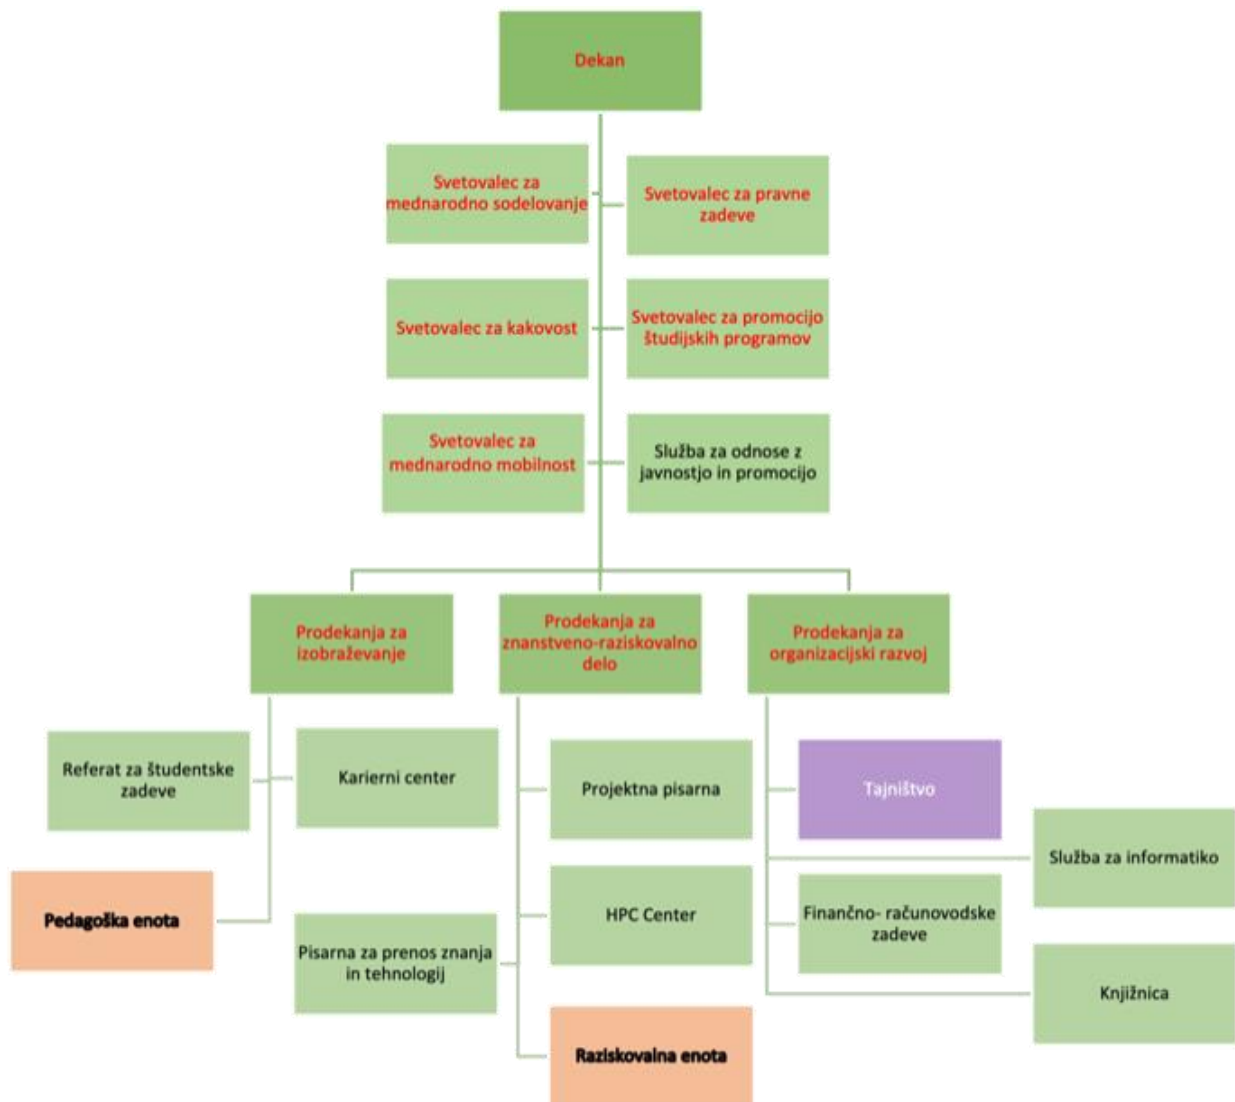 Dekan
Svetovalec za
mednarodno sodelovanje
Svetovalec za pravne
zadeve
Svetovalec za kakovost
Svetovalec za promocijo
študijskih programov
Svetovalec za
mednarodno mobilnost
Služba za odnose z
javnostjo in promocijo
Prodekanja za
izobraževanje
Prodekanja za
znanstveno-raziskovalno
delo
Prodekanja za
organizacijski razvoj
Referat za študentske
zadeve
Karierni center
Projektna pisarna
Tajništvo
Služba za informatiko
Pedagoška enota
HPC Center
Finančno- računovodske
zadeve
Pisarna za prenos znanja
in tehnologij
Knjižnica
Raziskovalna enota